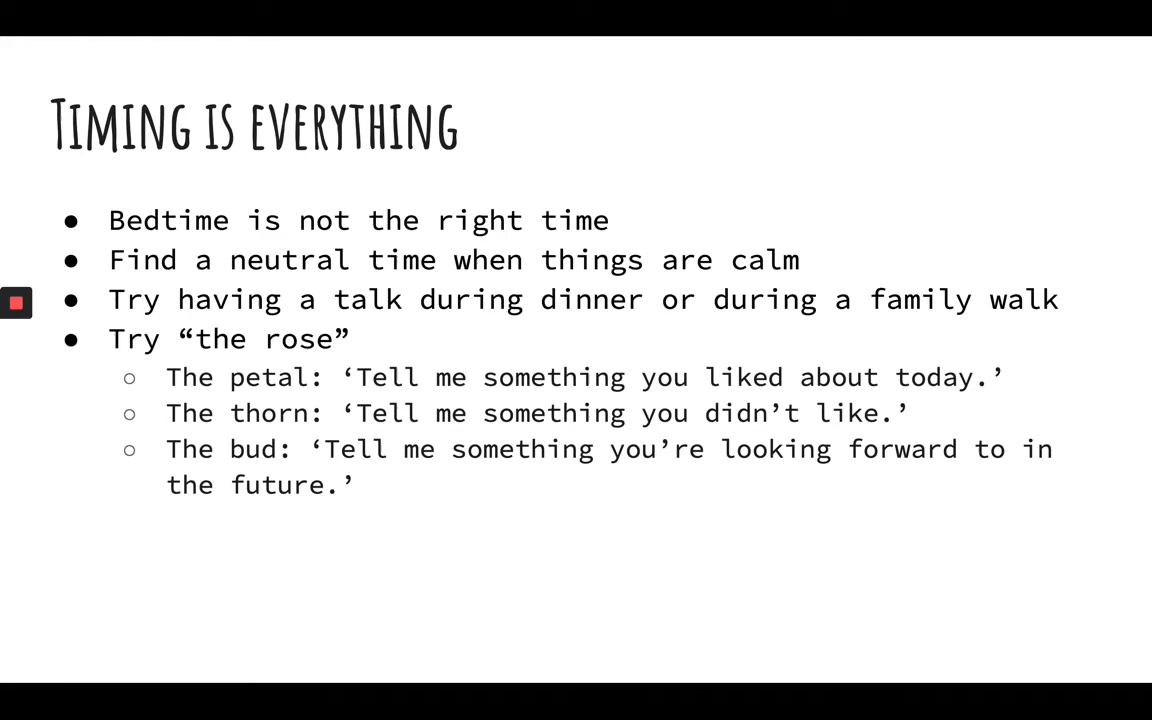 Timing is everything
● Bedtime is not the right time
● Find a neutral time when things are calm
● Try having a talk during dinner or during a family walk
● Try “the rose”
○ The petal: ‘Tell me something you liked about today.’
○ The thorn: ‘Tell me something you didn’t like.’
○ The bud: ‘Tell me something you’re looking forward to in
the future.’